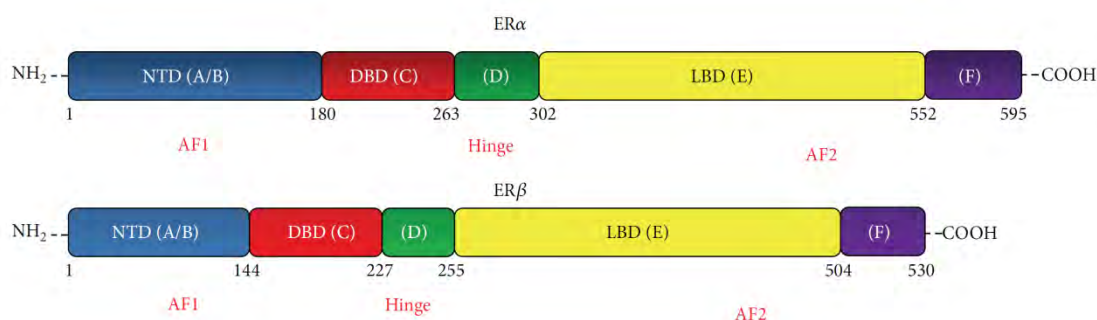 ERα
NH2 NTD (A/B) DBD (C) (D) LBD (E) (F) COOH
1 180 263 302 552 595
AF1 Hinge AF2
ERβ
NH2 NTD (A/B) DBD (C) (D) LBD (E) (F) COOH
1 144 227 255 504 530
AF1 Hinge AF2